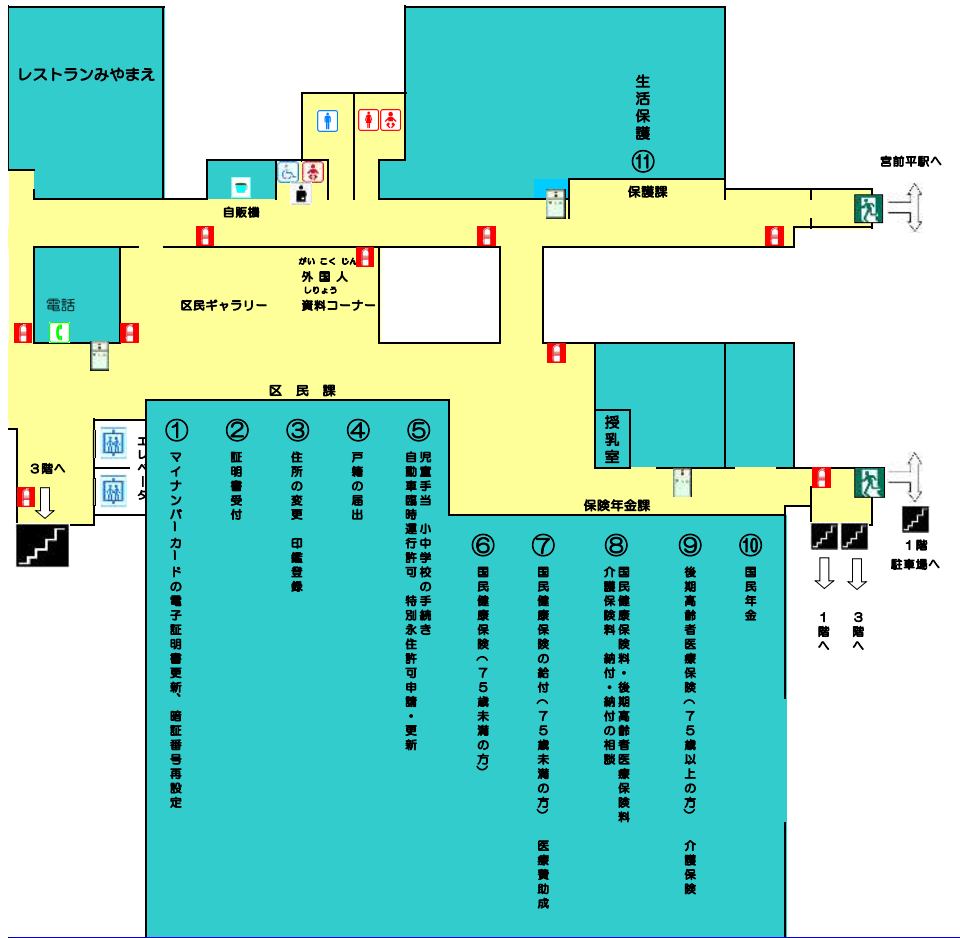 レストランみやまえ
生活保護
⑪
宮前平駅へ
保護課
自販機
がいこくじん
外国人
しりょう
資料コーナー
区民ギャラリー
電話
区民課
エレベータ
3階へ
①
マイナンバーカードの電子証明書更新、暗証番号再設定
②
証明書受付
③
住所の変更 印鑑登録
④
戸籍の届出
⑤
児童手当 小中学校の手続き
自動車臨時運行許可 特別永住許可申請・更新
授乳室
保険年金課
⑥
国民健康保険(75歳未満の方)
⑦
国民健康保険の給付(75歳未満の方) 医療費助成
⑧
国民健康保険料・後期高齢者医療保険料
介護保険料 納付・納付の相談
⑨
後期高齢者医療保険(75歳以上の方) 介護保険
⑩
国民年金
1階
駐車場へ
1階へ
3階へ